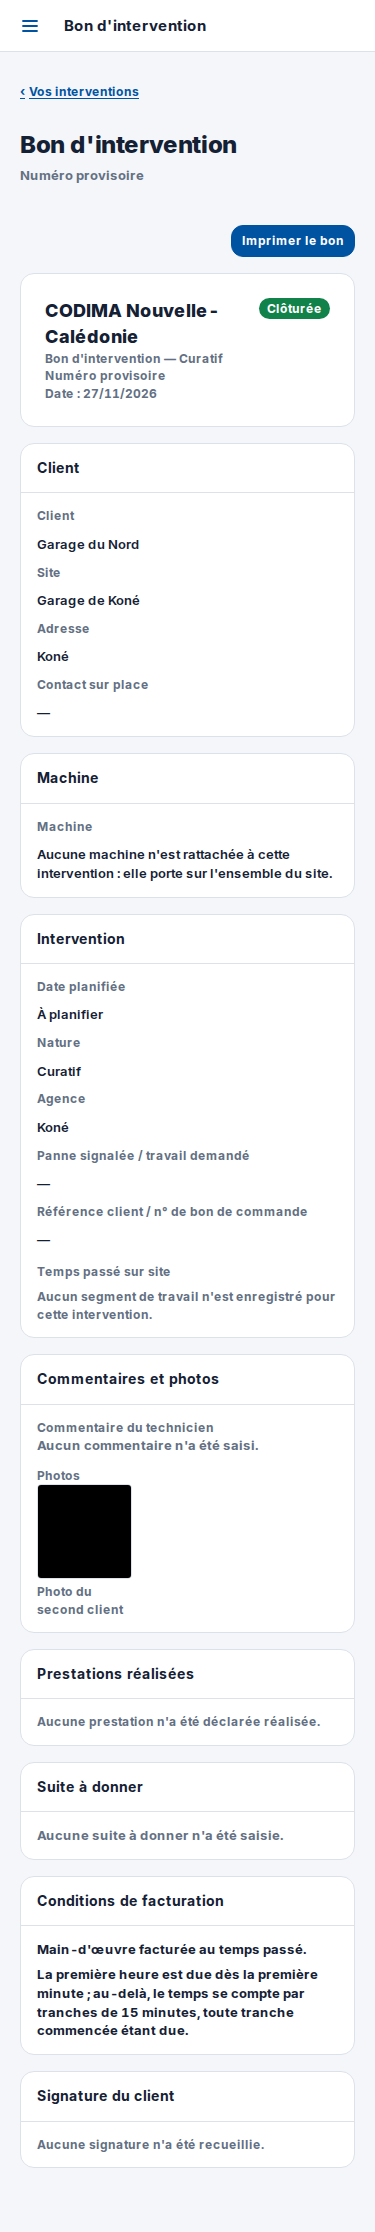 Bon d'intervention
‹ Vos interventions
Bon d'intervention
Numéro provisoire
Imprimer le bon
CODIMA Nouvelle-
Calédonie
Clôturée
Bon d'intervention — Curatif
Numéro provisoire
Date : 27/11/2026
Client
Client
Garage du Nord
Site
Garage de Koné
Adresse
Koné
Contact sur place
—
Machine
Machine
Aucune machine n'est rattachée à cette
intervention : elle porte sur l'ensemble du site.
Intervention
Date planifiée
À planifier
Nature
Curatif
Agence
Koné
Panne signalée / travail demandé
—
Référence client / n° de bon de commande
—
Temps passé sur site
Aucun segment de travail n'est enregistré pour
cette intervention.
Commentaires et photos
Commentaire du technicien
Aucun commentaire n'a été saisi.
Photos
Photo du
second client
Prestations réalisées
Aucune prestation n'a été déclarée réalisée.
Suite à donner
Aucune suite à donner n'a été saisie.
Conditions de facturation
Main-d'œuvre facturée au temps passé.
La première heure est due dès la première
minute ; au-delà, le temps se compte par
tranches de 15 minutes, toute tranche
commencée étant due.
Signature du client
Aucune signature n'a été recueillie.